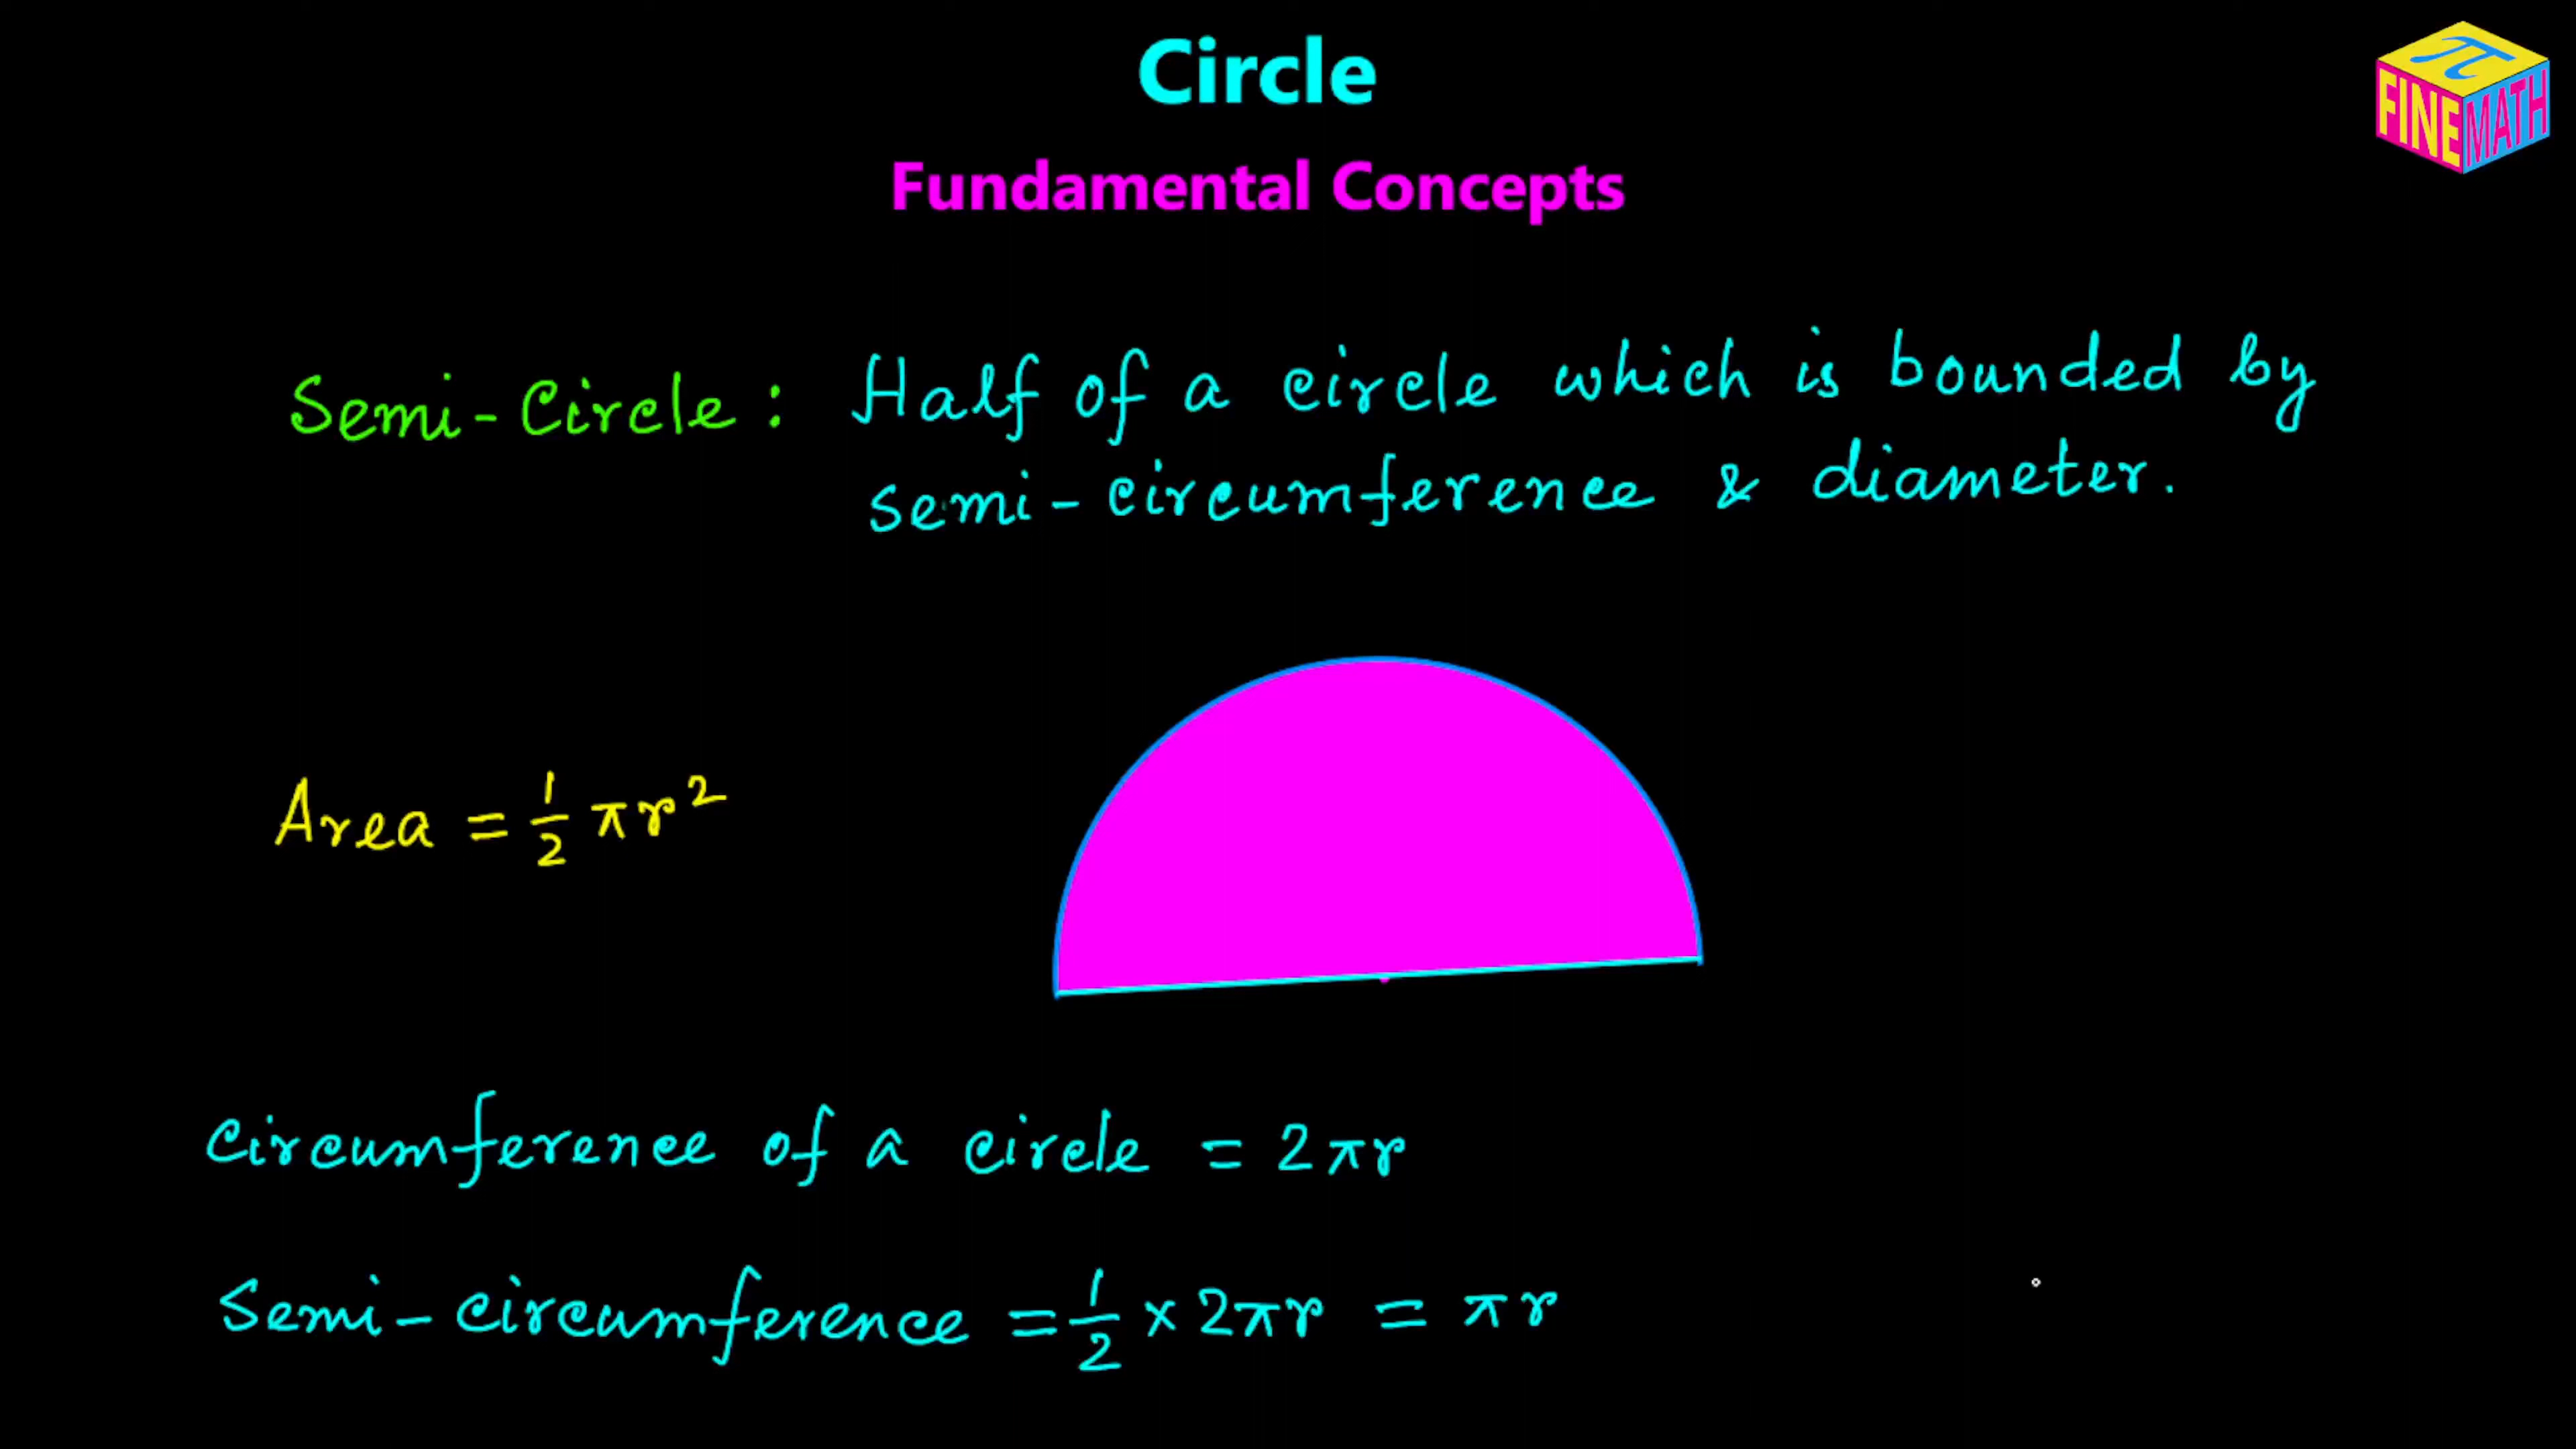 Circle
π
FINE MATH
Fundamental Concepts
Semi-Circle: Half of a circle which is bounded by
semi-circumference & diameter.
Area = 1/2 πr²
circumference of a circle = 2πr
Semi-circumference = 1/2 × 2πr = πr